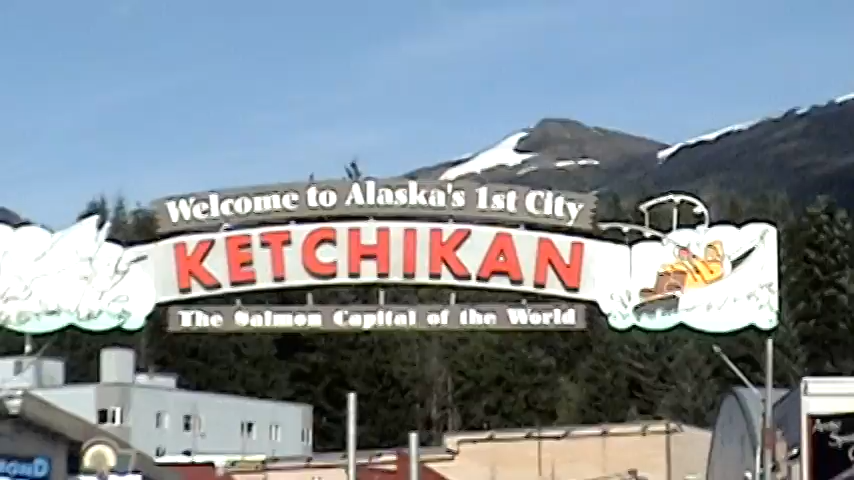 Welcome to Alaska's 1st City
KETCHIKAN
The Salmon Capital of the World